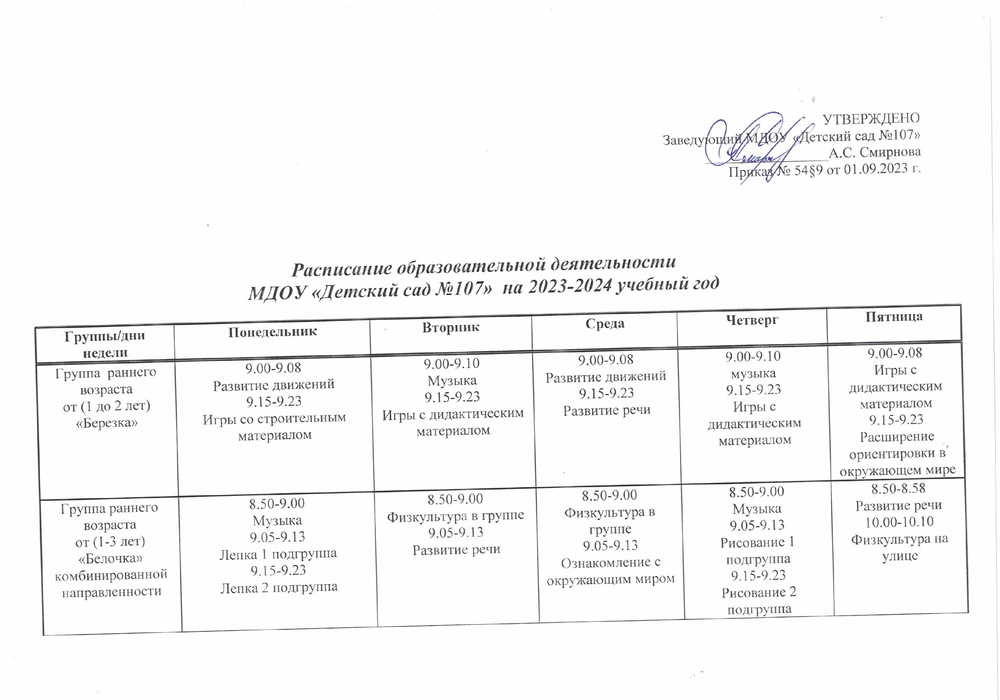 УТВЕРЖДЕНО
Заведующий МДОУ «Детский сад №107»
А.С. Смирнова
Приказ № 54§9 от 01.09.2023 г.
Расписание образовательной деятельности
МДОУ «Детский сад №107» на 2023-2024 учебный год
Группы/дни
недели
Понедельник
Вторник
Среда
Четверг
Пятница
Группа раннего
возраста
от (1 до 2 лет)
«Березка»
9.00-9.08
Развитие движений
9.15-9.23
Игры со строительным
материалом
9.00-9.10
Музыка
9.15-9.23
Игры с дидактическим
материалом
9.00-9.08
Развитие движений
9.15-9.23
Развитие речи
9.00-9.10
музыка
9.15-9.23
Игры с
дидактическим
материалом
9.00-9.08
Игры с
дидактическим
материалом
9.15-9.23
Расширение
ориентировки в
окружающем мире
Группа раннего
возраста
от (1-3 лет)
«Белочка»
комбинированной
направленности
8.50-9.00
Музыка
9.05-9.13
Лепка 1 подгруппа
9.15-9.23
Лепка 2 подгруппа
8.50-9.00
Физкультура в группе
9.05-9.13
Развитие речи
8.50-9.00
Физкультура в
группе
9.05-9.13
Ознакомление с
окружающим миром
8.50-9.00
Музыка
9.05-9.13
Рисование 1
подгруппа
9.15-9.23
Рисование 2
подгруппа
8.50-8.58
Развитие речи
10.00-10.10
Физкультура на
улице